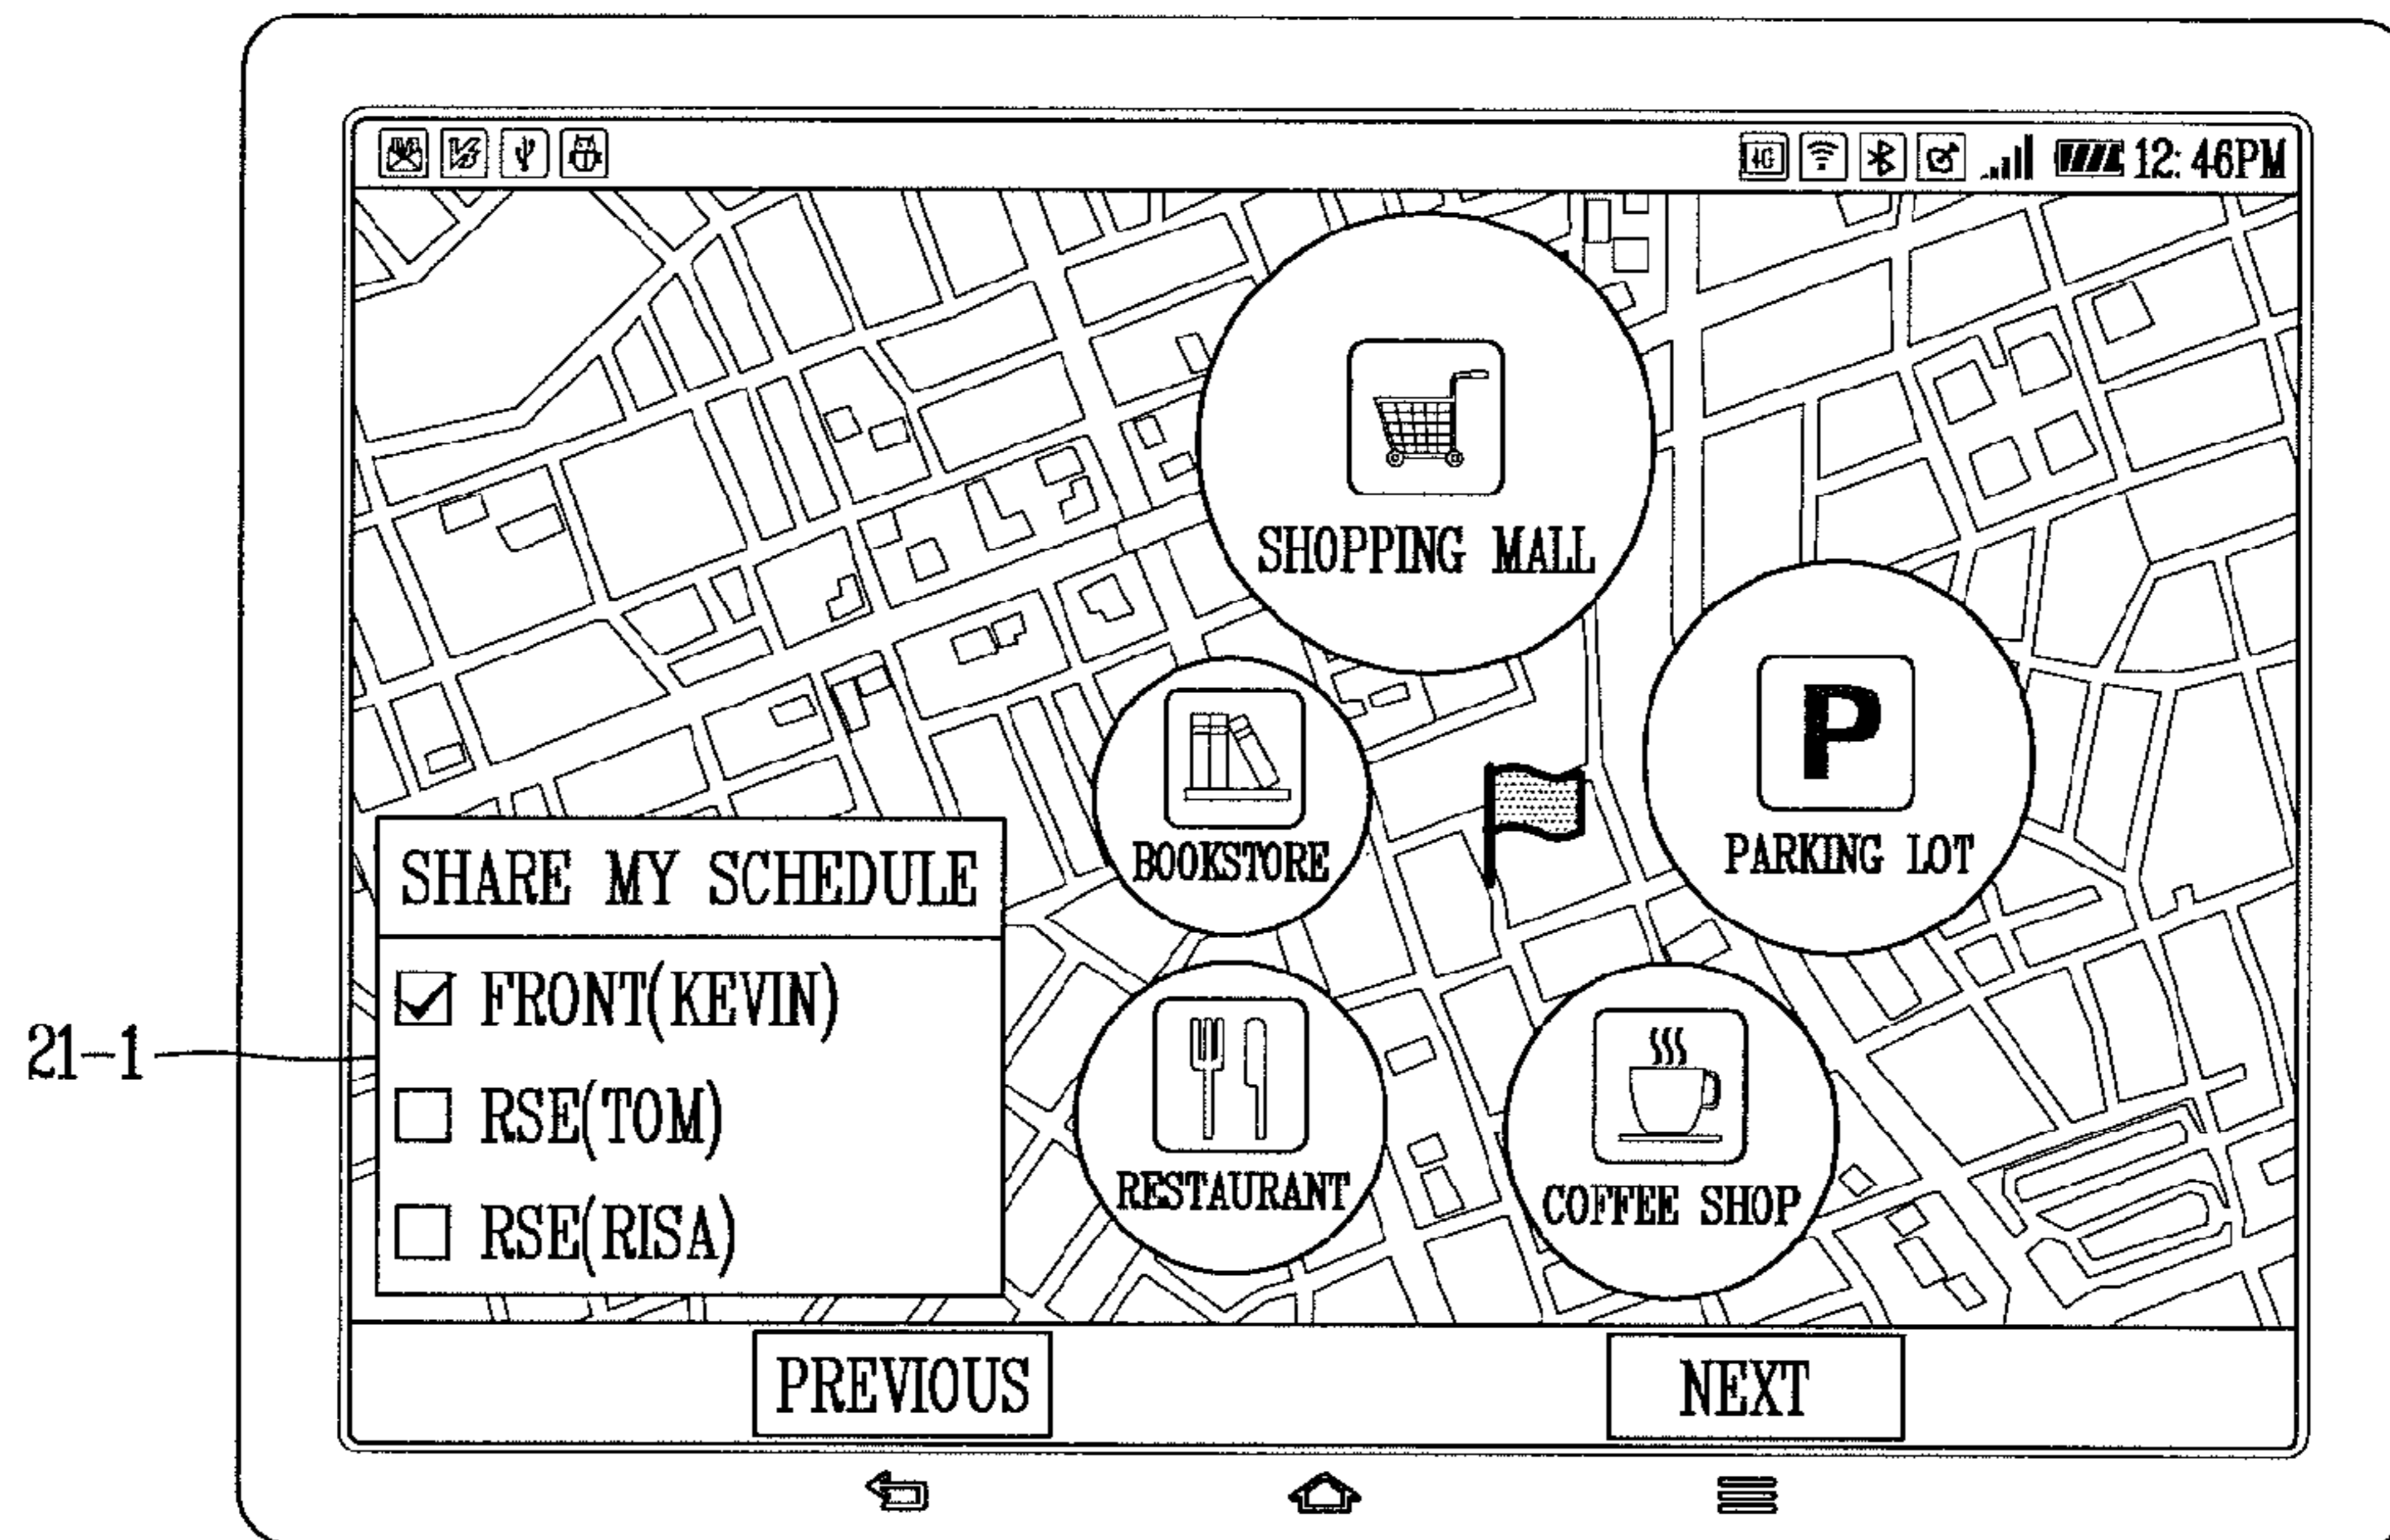 4G
12:46PM
SHOPPING MALL
P
PARKING LOT
BOOKSTORE
SHARE MY SCHEDULE
FRONT(KEVIN)
RSE(TOM)
RSE(RISA)
21-1
RESTAURANT
COFFEE SHOP
PREVIOUS
NEXT